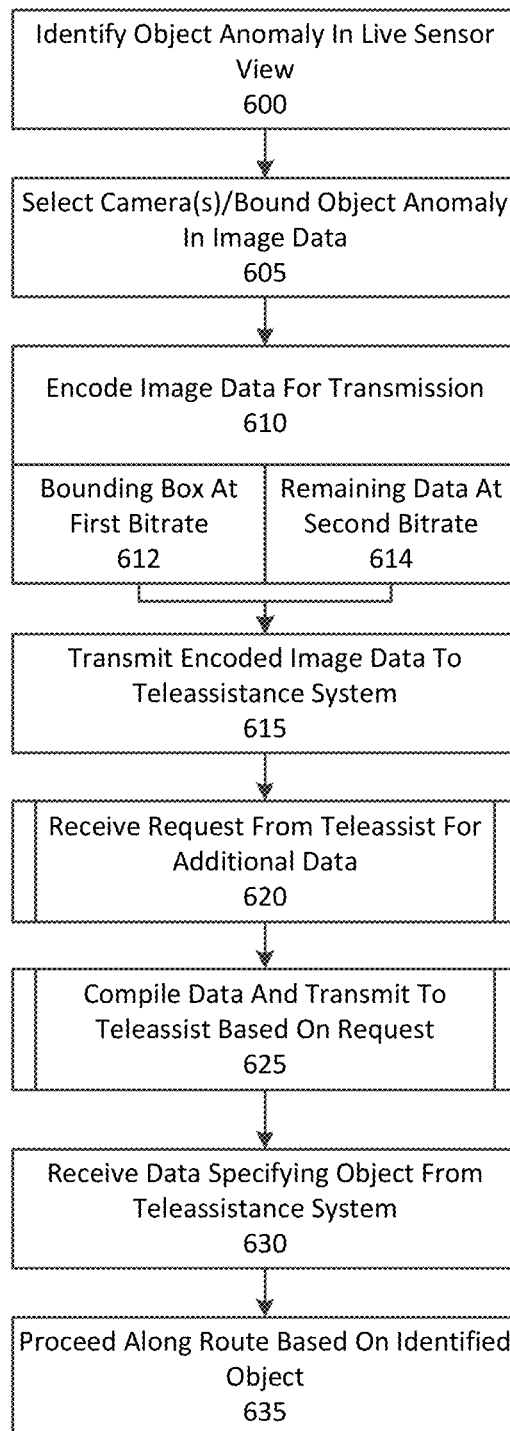 Identify Object Anomaly In Live Sensor
View
600
Select Camera(s)/Bound Object Anomaly
In Image Data
605
Encode Image Data For Transmission
610
Bounding Box At
First Bitrate
612
Remaining Data At
Second Bitrate
614
Transmit Encoded Image Data To
Teleassistance System
615
Receive Request From Teleassist For
Additional Data
620
Compile Data And Transmit To
Teleassist Based On Request
625
Receive Data Specifying Object From
Teleassistance System
630
Proceed Along Route Based On Identified
Object
635